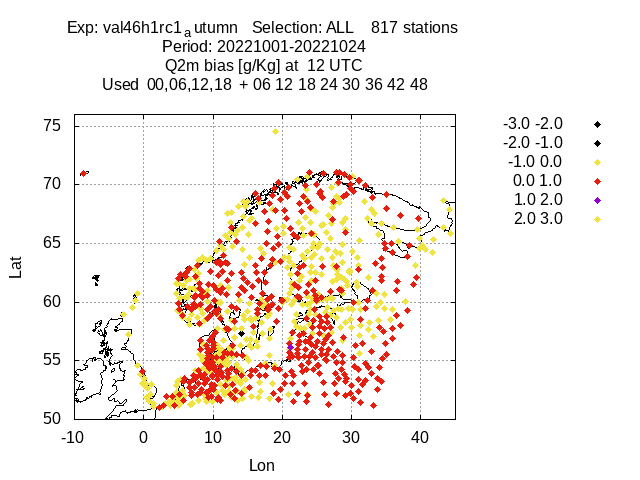 Exp: val46h1rc1autumn Selection: ALL 817 stations
Period: 20221001-20221024
Q2m bias [g/Kg] at 12 UTC
Used 00,06,12,18 + 06 12 18 24 30 36 42 48
-3.0 -2.0
-2.0 -1.0
-1.0 0.0
0.0 1.0
1.0 2.0
2.0 3.0
75
70
65
60
55
50
Lat
-10 0 10 20 30 40
Lon